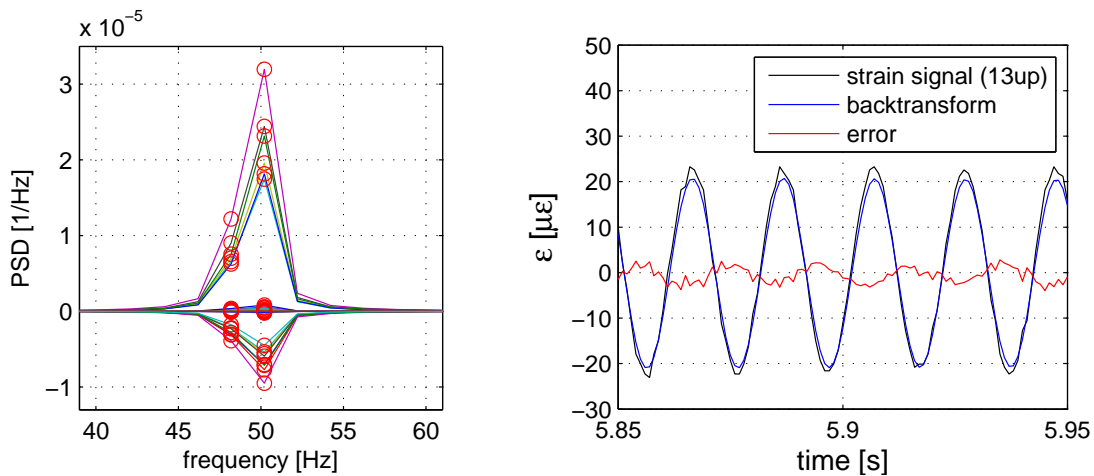 x 10⁻⁵
3
2
1
0
−1
PSD [1/Hz]
40 45 50 55 60
frequency [Hz]
50
40
30
20
10
0
−10
−20
−30
ε [με]
strain signal (13up)
backtransform
error
5.85 5.9 5.95
time [s]